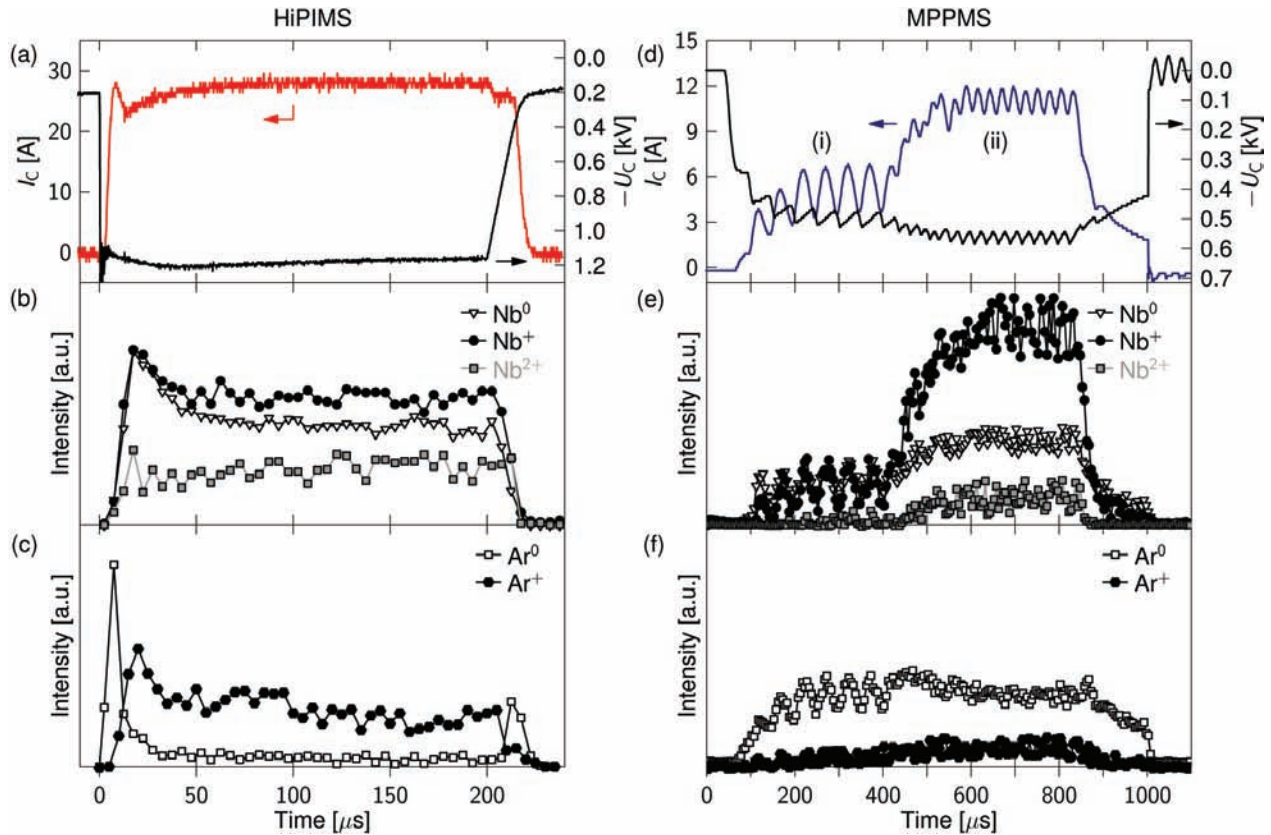 HiPIMS
MPPMS
(a)
30
20
10
0
I_C [A]
0.0
0.2
0.4
0.6
0.8
1.0
1.2
−U_C [kV]
(d)
15
12
9
6
3
0
I_C [A]
(i)
(ii)
0.0
0.1
0.2
0.3
0.4
0.5
0.6
0.7
−U_C [kV]
(b)
Intensity [a.u.]
Nb⁰
Nb⁺
Nb²⁺
(e)
Intensity [a.u.]
Nb⁰
Nb⁺
Nb²⁺
(c)
Intensity [a.u.]
Ar⁰
Ar⁺
0 50 100 150 200
Time [μs]
(f)
Intensity [a.u.]
Ar⁰
Ar⁺
0 200 400 600 800 1000
Time [μs]